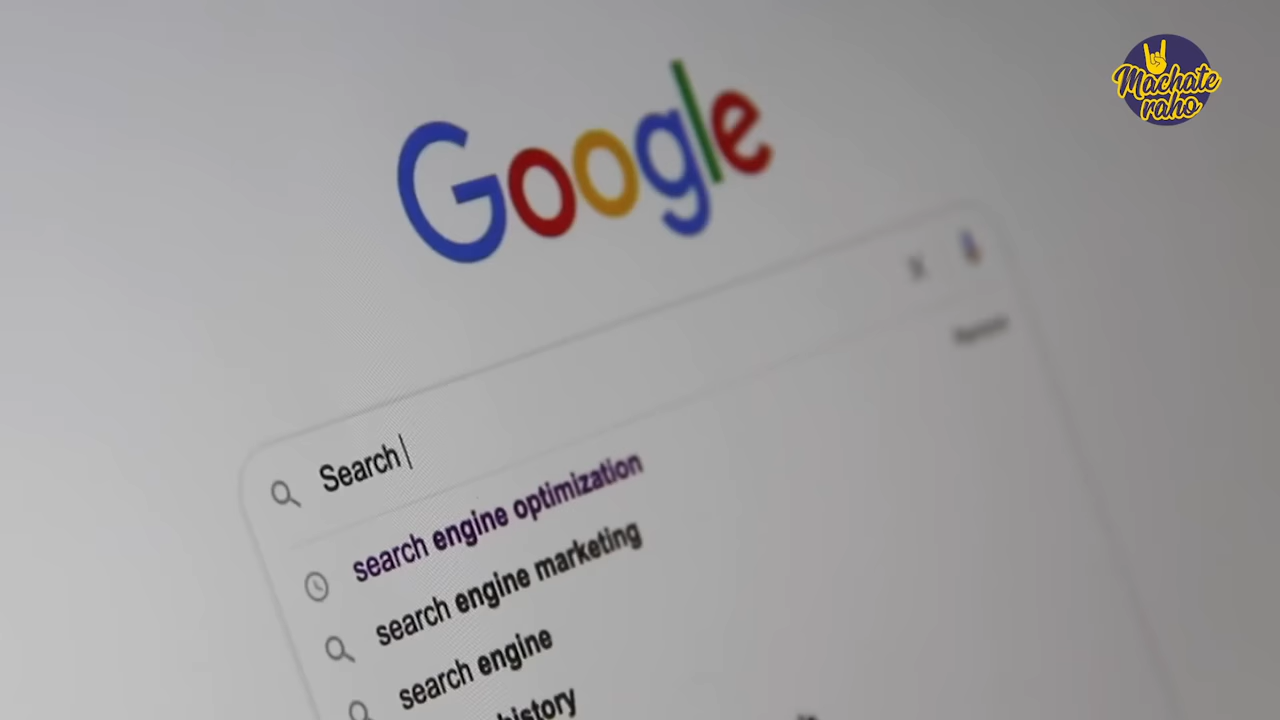 Machate
raho
Google
Search
search engine optimization
search engine marketing
search engine
history